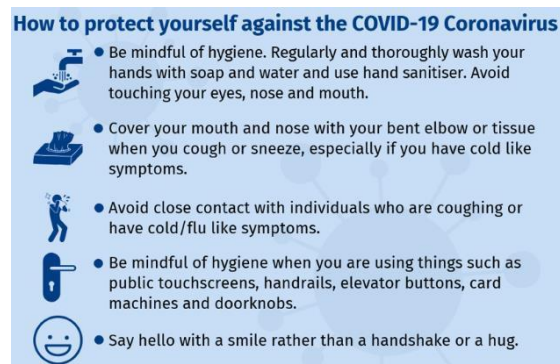 How to protect yourself against the COVID-19 Coronavirus
● Be mindful of hygiene. Regularly and thoroughly wash your
hands with soap and water and use hand sanitiser. Avoid
touching your eyes, nose and mouth.
● Cover your mouth and nose with your bent elbow or tissue
when you cough or sneeze, especially if you have cold like
symptoms.
● Avoid close contact with individuals who are coughing or
have cold/flu like symptoms.
● Be mindful of hygiene when you are using things such as
public touchscreens, handrails, elevator buttons, card
machines and doorknobs.
● Say hello with a smile rather than a handshake or a hug.